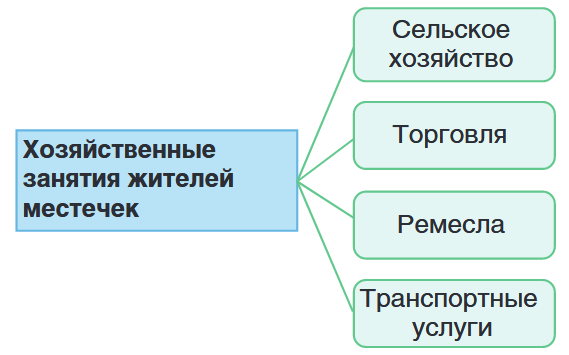 Хозяйственные
занятия жителей
местечек
Сельское
хозяйство
Торговля
Ремесла
Транспортные
услуги